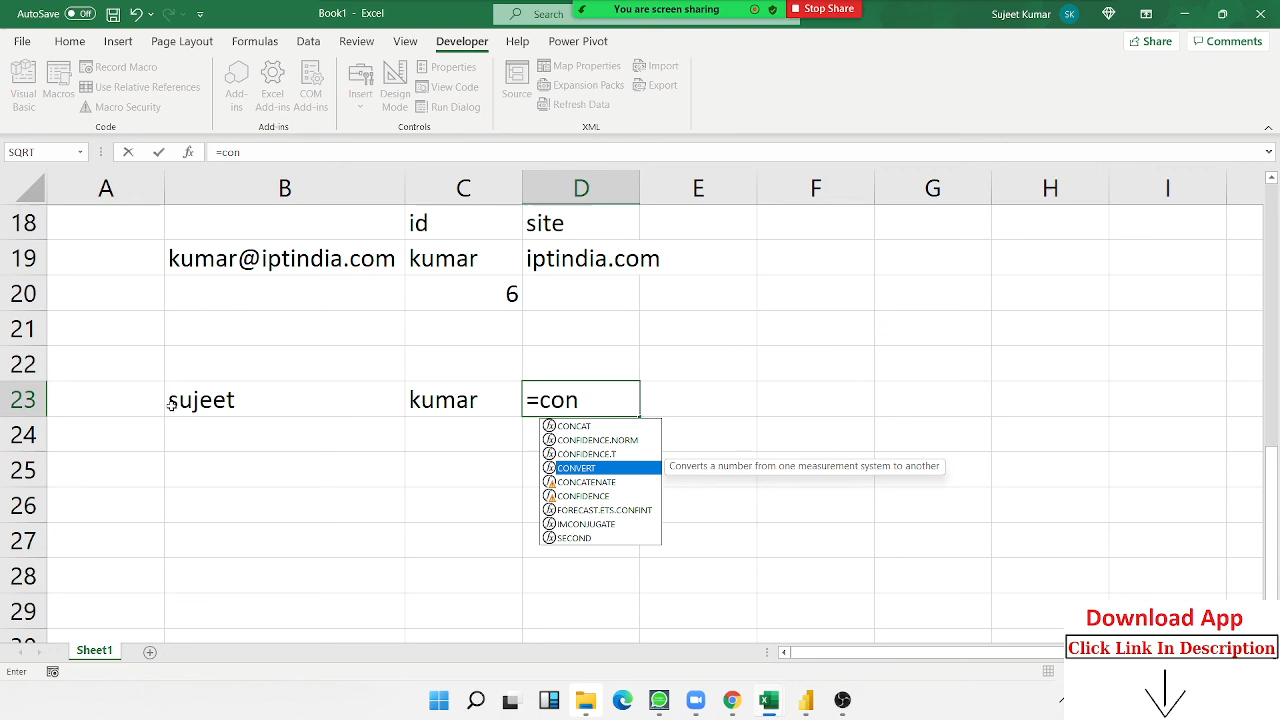 AutoSave Off Book1 - Excel Search You are screen sharing Stop Share Sujeet Kumar SK
File Home Insert Page Layout Formulas Data Review View Developer Help Power Pivot Share Comments
Visual Basic Macros Record Macro Use Relative References Macro Security Code
Add-ins Excel Add-ins COM Add-ins Add-ins
Insert Design Mode Properties View Code Run Dialog Controls
Source Map Properties Expansion Packs Refresh Data Import Export XML
SQRT fx =con
A B C D E F G H I
18 id site
19 kumar@iptindia.com kumar iptindia.com
20 6
21
22
23 sujeet kumar =con
CONCAT
24 CONFIDENCE.NORM
CONFIDENCE.T
25 CONVERT Converts a number from one measurement system to another
CONCATENATE
26 CONFIDENCE
FORECAST.ETS.CONFINT
27 IMCONJUGATE
SECOND
28
29
Download App
Click Link In Description
Sheet1
Enter